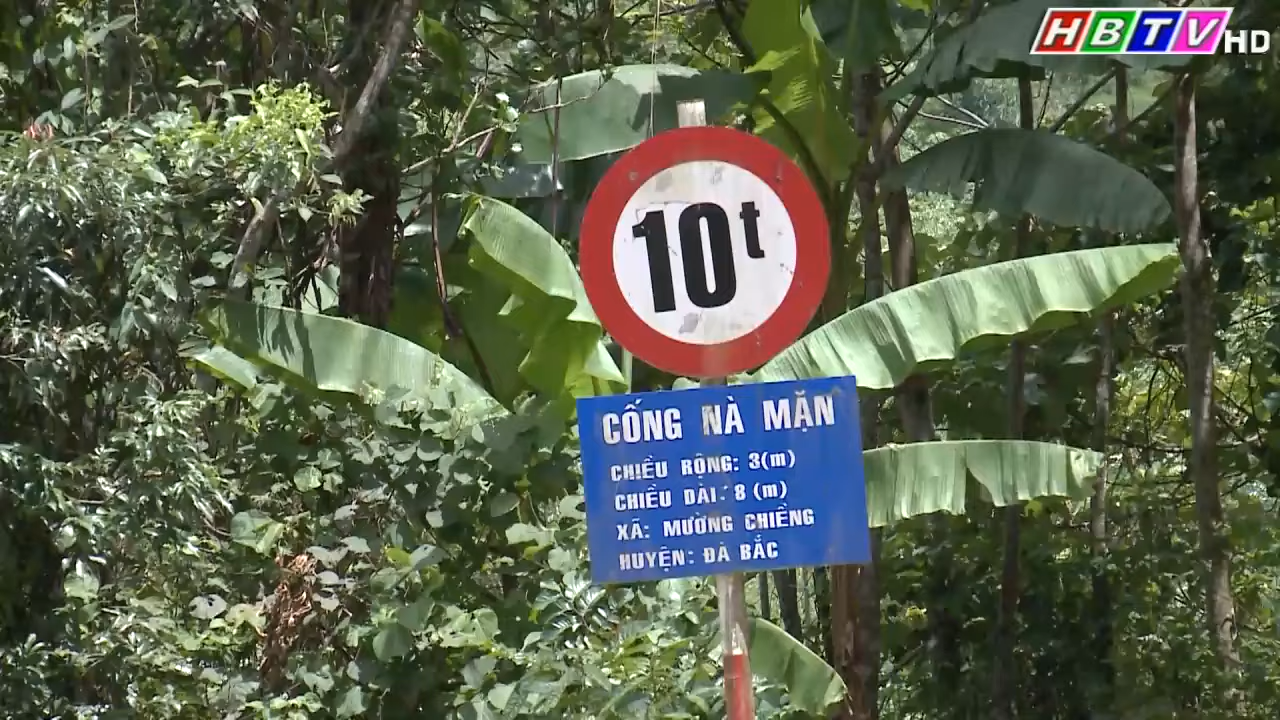 HBTV HD
10t
CỐNG NÀ MẶN
CHIỀU RỘNG: 3(m)
CHIỀU DÀI: 8 (m)
XÃ: MƯỜNG CHIỀNG
HUYỆN: ĐÀ BẮC